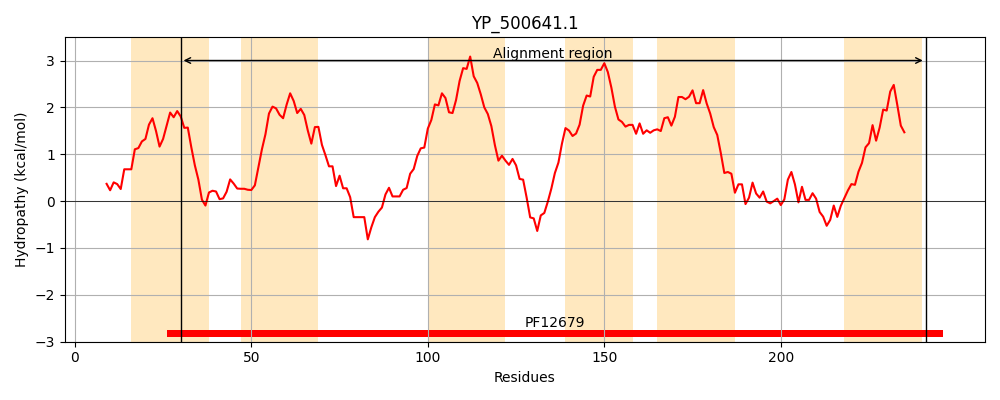 YP_500641.1
Alignment region
3
2
1
0
−1
−2
−3
Hydropathy (kcal/mol)
PF12679
0 50 100 150 200
Residues